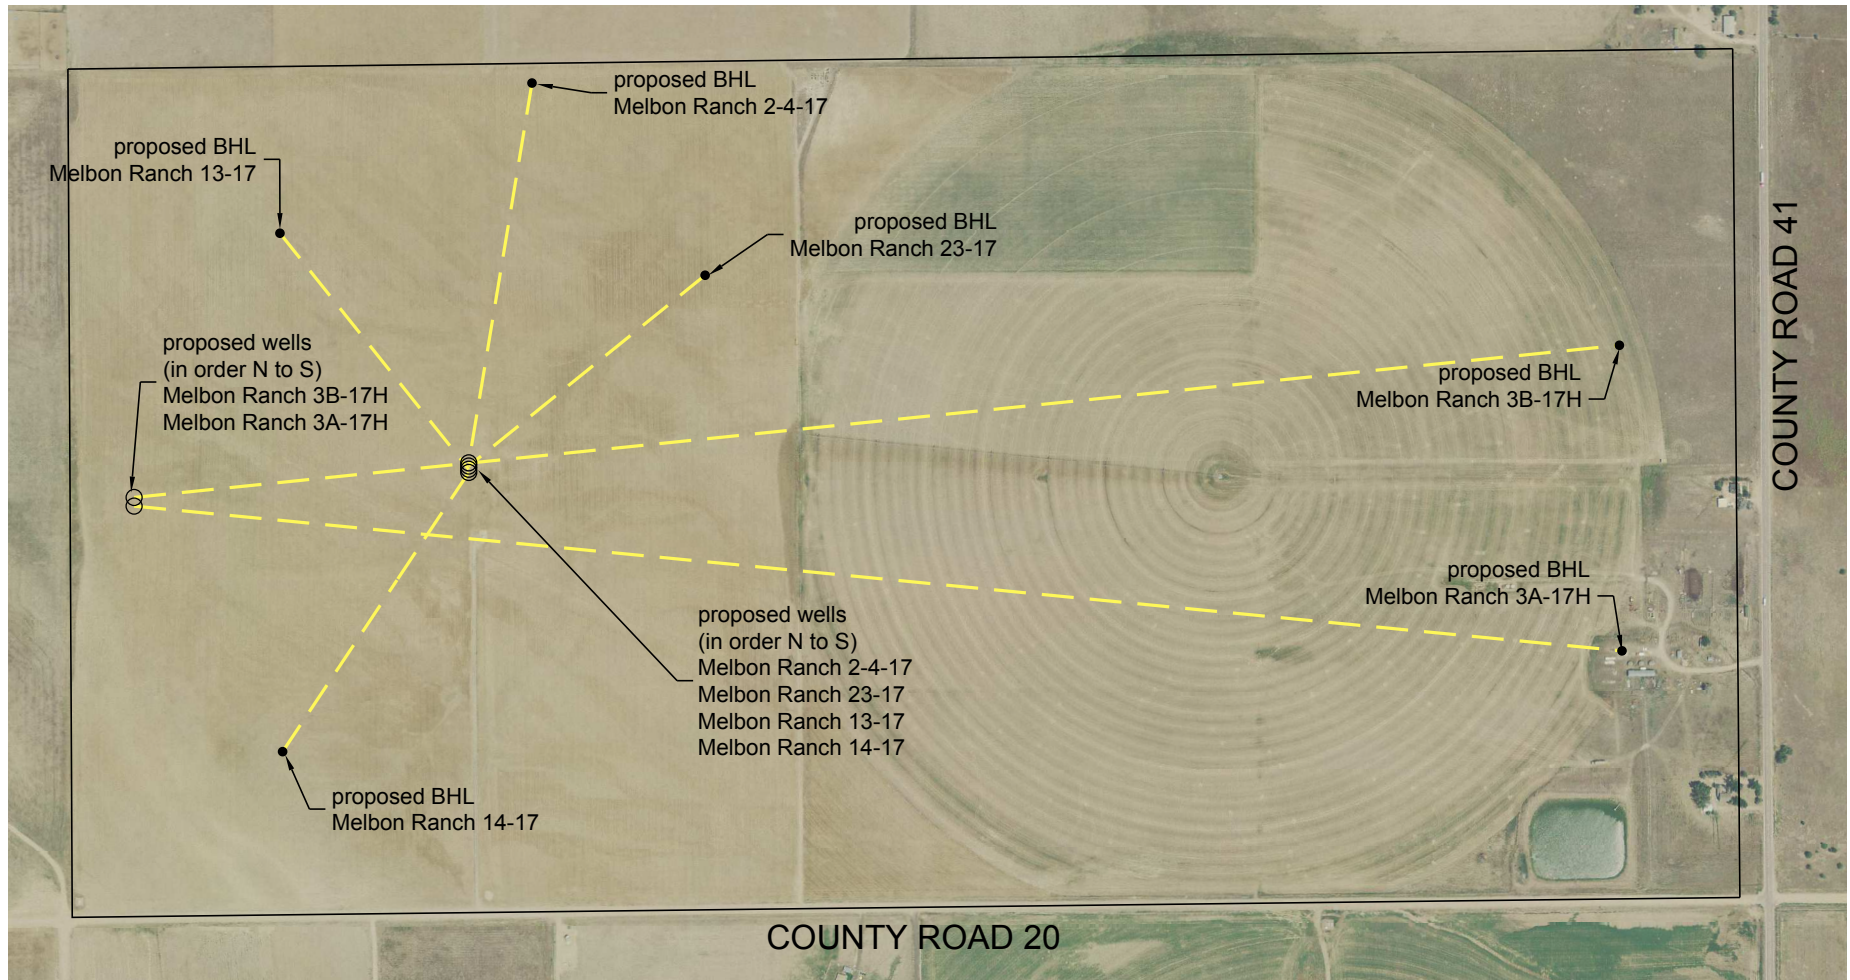 proposed BHL
Melbon Ranch 2-4-17
proposed BHL
Melbon Ranch 13-17
proposed BHL
Melbon Ranch 23-17
proposed wells
(in order N to S)
Melbon Ranch 3B-17H
Melbon Ranch 3A-17H
proposed BHL
Melbon Ranch 3B-17H
COUNTY ROAD 41
proposed BHL
Melbon Ranch 3A-17H
proposed wells
(in order N to S)
Melbon Ranch 2-4-17
Melbon Ranch 23-17
Melbon Ranch 13-17
Melbon Ranch 14-17
proposed BHL
Melbon Ranch 14-17
COUNTY ROAD 20